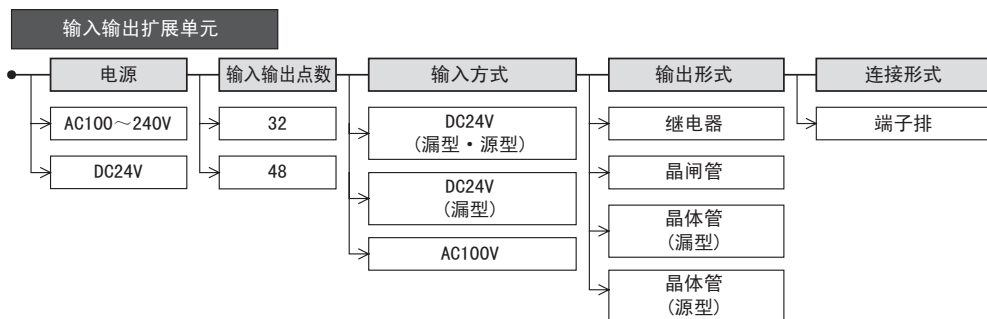 输入输出扩展单元
电源
AC100～240V
DC24V
输入输出点数
32
48
输入方式
DC24V
(漏型・源型)
DC24V
(漏型)
AC100V
输出形式
继电器
晶闸管
晶体管
(漏型)
晶体管
(源型)
连接形式
端子排